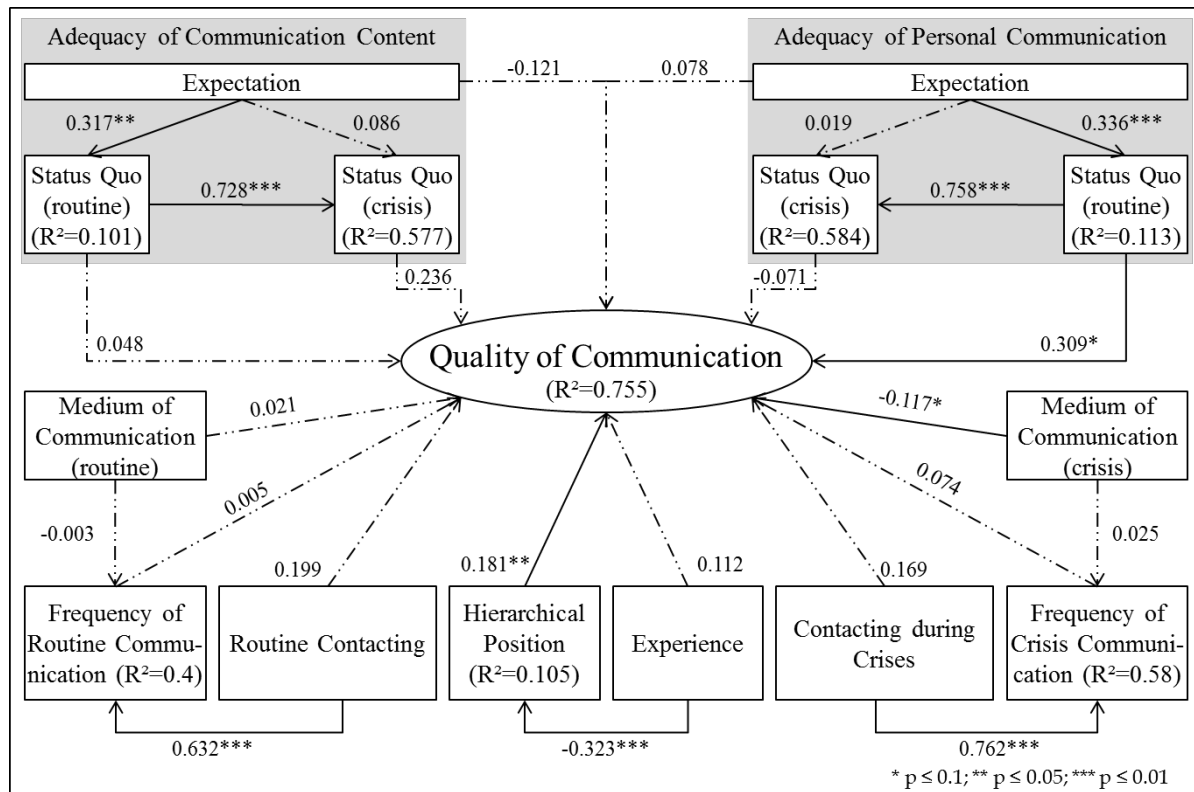 Adequacy of Communication Content
Expectation
0.317**
0.086
Status Quo
(routine)
(R²=0.101)
0.728***
Status Quo
(crisis)
(R²=0.577)
-0.121
0.078
Adequacy of Personal Communication
Expectation
0.019
0.336***
Status Quo
(crisis)
(R²=0.584)
0.758***
Status Quo
(routine)
(R²=0.113)
0.236
-0.071
0.048
0.309*
Quality of Communication
(R²=0.755)
Medium of
Communication
(routine)
0.021
-0.117*
Medium of
Communication
(crisis)
-0.003
0.005
0.074
0.025
0.199
0.181**
0.112
0.169
Frequency of
Routine Commu-
nication (R²=0.4)
Routine Contacting
Hierarchical
Position
(R²=0.105)
Experience
Contacting during
Crises
Frequency of
Crisis Communi-
cation (R²=0.58)
0.632***
-0.323***
0.762***
* p ≤ 0.1; ** p ≤ 0.05; *** p ≤ 0.01